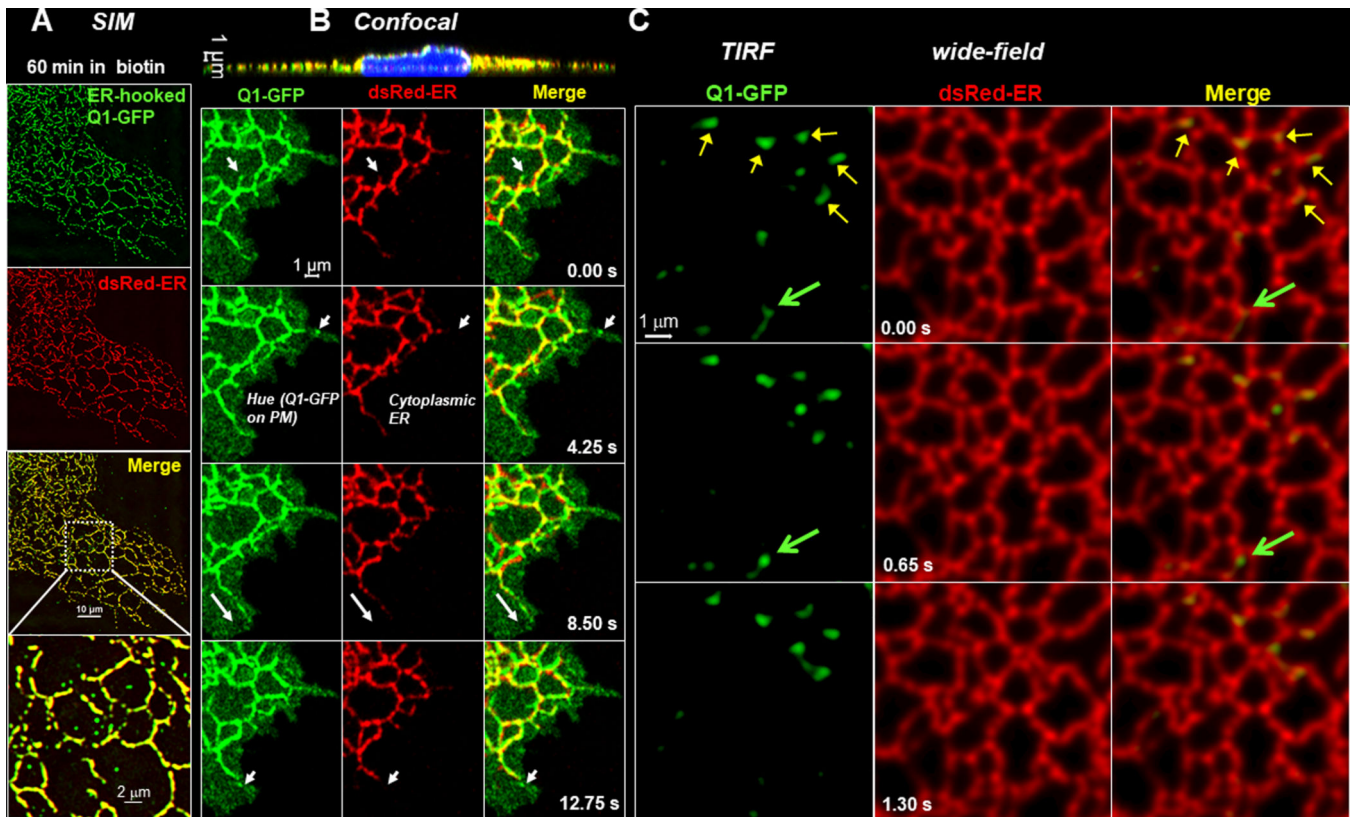 A
SIM
60 min in biotin
ER-hooked
Q1-GFP
dsRed-ER
Merge
10 µm
2 µm
B
Confocal
1 µm
Q1-GFP
dsRed-ER
Merge
1 µm
0.00 s
Hue (Q1-GFP
on PM)
Cytoplasmic
ER
4.25 s
8.50 s
12.75 s
C
TIRF
wide-field
Q1-GFP
dsRed-ER
Merge
1 µm
0.00 s
0.65 s
1.30 s